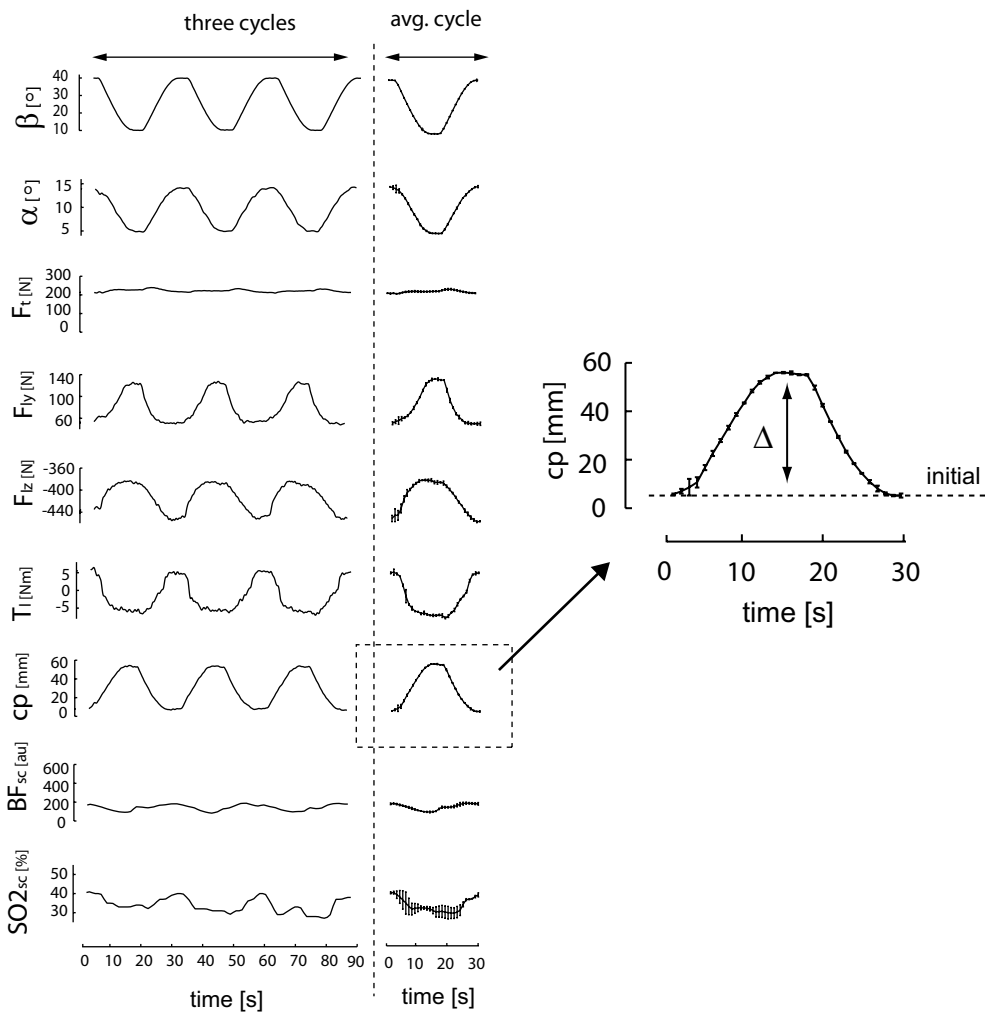 three cycles
avg. cycle
β [°]
40
30
20
10
α [°]
15
10
5
Ft [N]
300
200
100
0
Fly [N]
140
100
60
Flz [N]
-360
-400
-440
Tl [Nm]
5
0
-5
cp [mm]
60
40
20
0
BFsc [au]
600
400
200
0
SO2sc [%]
50
40
30
0 10 20 30 40 50 60 70 80 90
time [s]
0 10 20 30
time [s]
cp [mm]
60
40
20
0
Δ
initial
0 10 20 30
time [s]